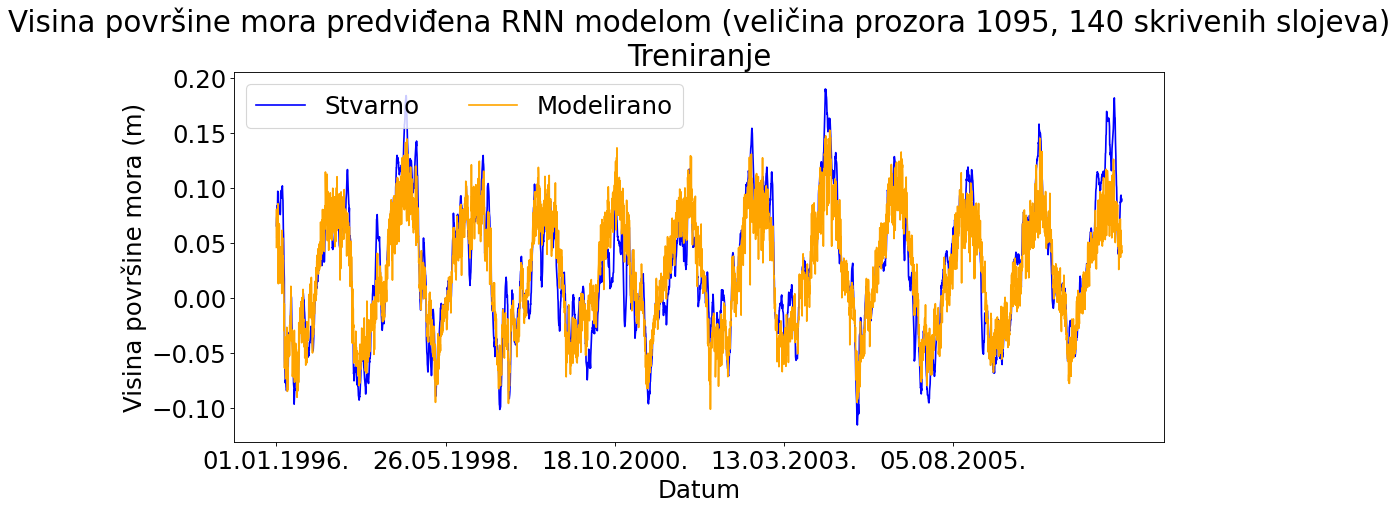 Visina površine mora predviđena RNN modelom (veličina prozora 1095, 140 skrivenih slojeva)
Treniranje
Stvarno Modelirano
Visina površine mora (m)
0.20
0.15
0.10
0.05
0.00
−0.05
−0.10
01.01.1996. 26.05.1998. 18.10.2000. 13.03.2003. 05.08.2005.
Datum